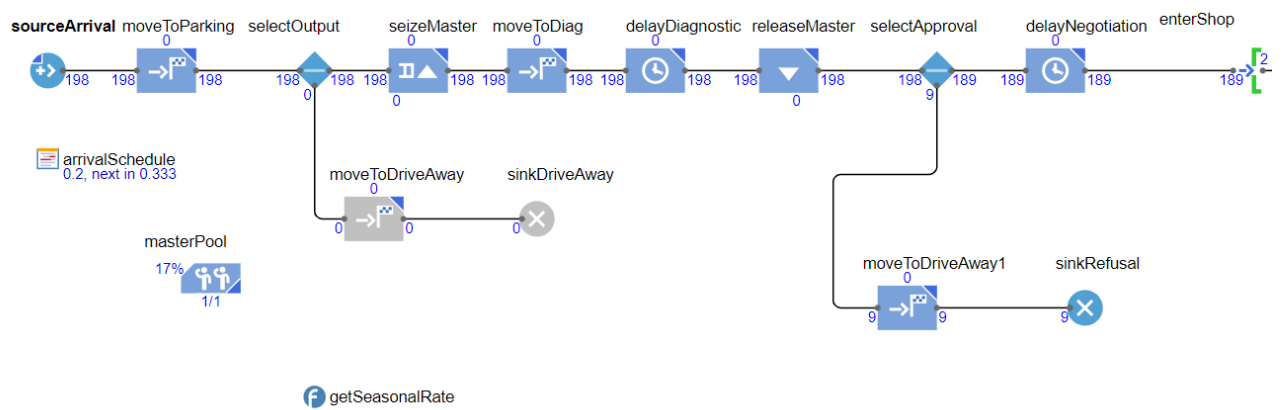 sourceArrival moveToParking selectOutput seizeMaster moveToDiag delayDiagnostic releaseMaster selectApproval delayNegotiation enterShop
0 0 0 0 0
2
198 198 198 198 198 198 198 198 198 198 198 198 198 198 189 189 189 189
0 0 0 9
arrivalSchedule
0.2, next in 0.333
moveToDriveAway sinkDriveAway
0
0 0 0
masterPool
17%
1/1
moveToDriveAway1 sinkRefusal
0
9 9 9
getSeasonalRate